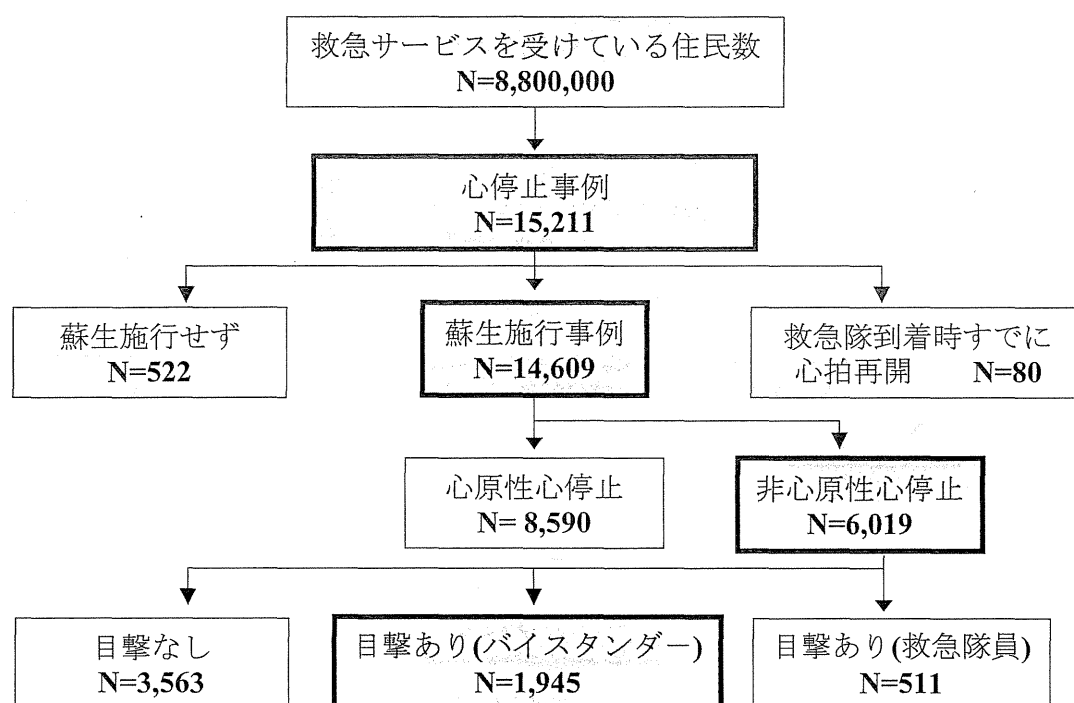 救急サービスを受けている住民数
N=8,800,000
心停止事例
N=15,211
蘇生施行せず
N=522
蘇生施行事例
N=14,609
救急隊到着時すでに
心拍再開 N=80
心原性心停止
N= 8,590
非心原性心停止
N=6,019
目撃なし
N=3,563
目撃あり(バイスタンダー)
N=1,945
目撃あり(救急隊員)
N=511